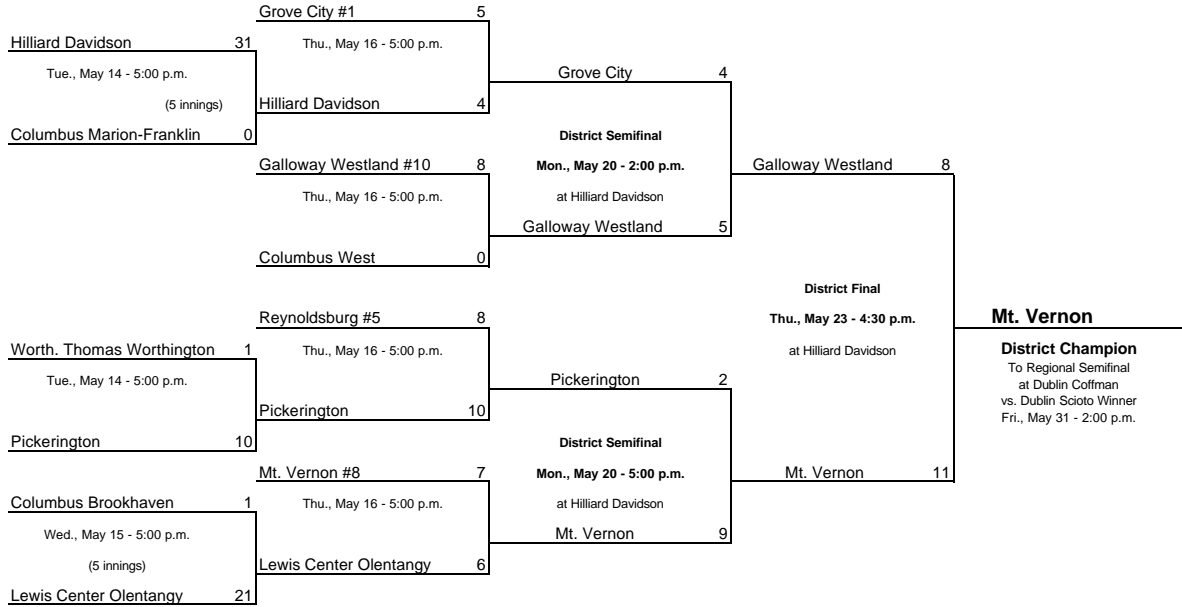 Grove City #1 5
Hilliard Davidson 31
Thu., May 16 - 5:00 p.m.
Tue., May 14 - 5:00 p.m.
Grove City 4
(5 innings)
Hilliard Davidson 4
Columbus Marion-Franklin 0
District Semifinal
Galloway Westland #10 8
Mon., May 20 - 2:00 p.m.
Galloway Westland 8
Thu., May 16 - 5:00 p.m.
at Hilliard Davidson
Galloway Westland 5
Columbus West 0
District Final
Reynoldsburg #5 8
Thu., May 23 - 4:30 p.m.
Mt. Vernon
Worth. Thomas Worthington 1
Thu., May 16 - 5:00 p.m.
at Hilliard Davidson
District Champion
To Regional Semifinal
at Dublin Coffman
vs. Dublin Scioto Winner
Fri., May 31 - 2:00 p.m.
Tue., May 14 - 5:00 p.m.
Pickerington 2
Pickerington 10
Pickerington 10
District Semifinal
Mt. Vernon #8 7
Mon., May 20 - 5:00 p.m.
Mt. Vernon 11
Columbus Brookhaven 1
Thu., May 16 - 5:00 p.m.
at Hilliard Davidson
Wed., May 15 - 5:00 p.m.
Mt. Vernon 9
(5 innings)
Lewis Center Olentangy 6
Lewis Center Olentangy 21